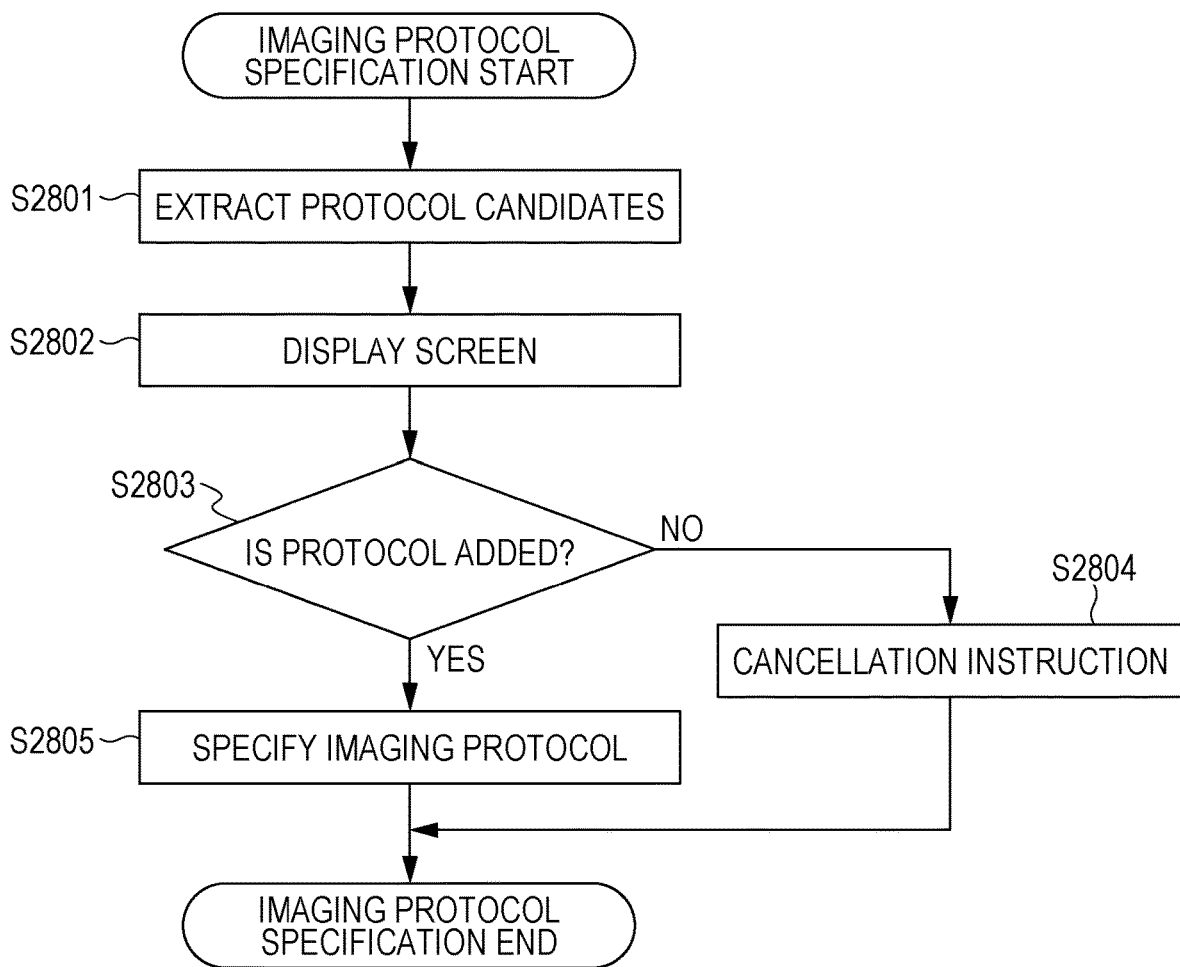 IMAGING PROTOCOL
SPECIFICATION START
S2801
EXTRACT PROTOCOL CANDIDATES
S2802
DISPLAY SCREEN
S2803
IS PROTOCOL ADDED?
NO
S2804
CANCELLATION INSTRUCTION
YES
S2805
SPECIFY IMAGING PROTOCOL
IMAGING PROTOCOL
SPECIFICATION END